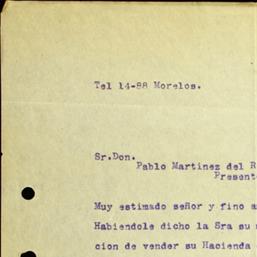 Tel 14-88 Morelos.
Sr.Don.
Pablo Martinez del R
Present
Muy estimado señor y fino a
Habiendole dicho la Sra su
cion de vender su Hacienda